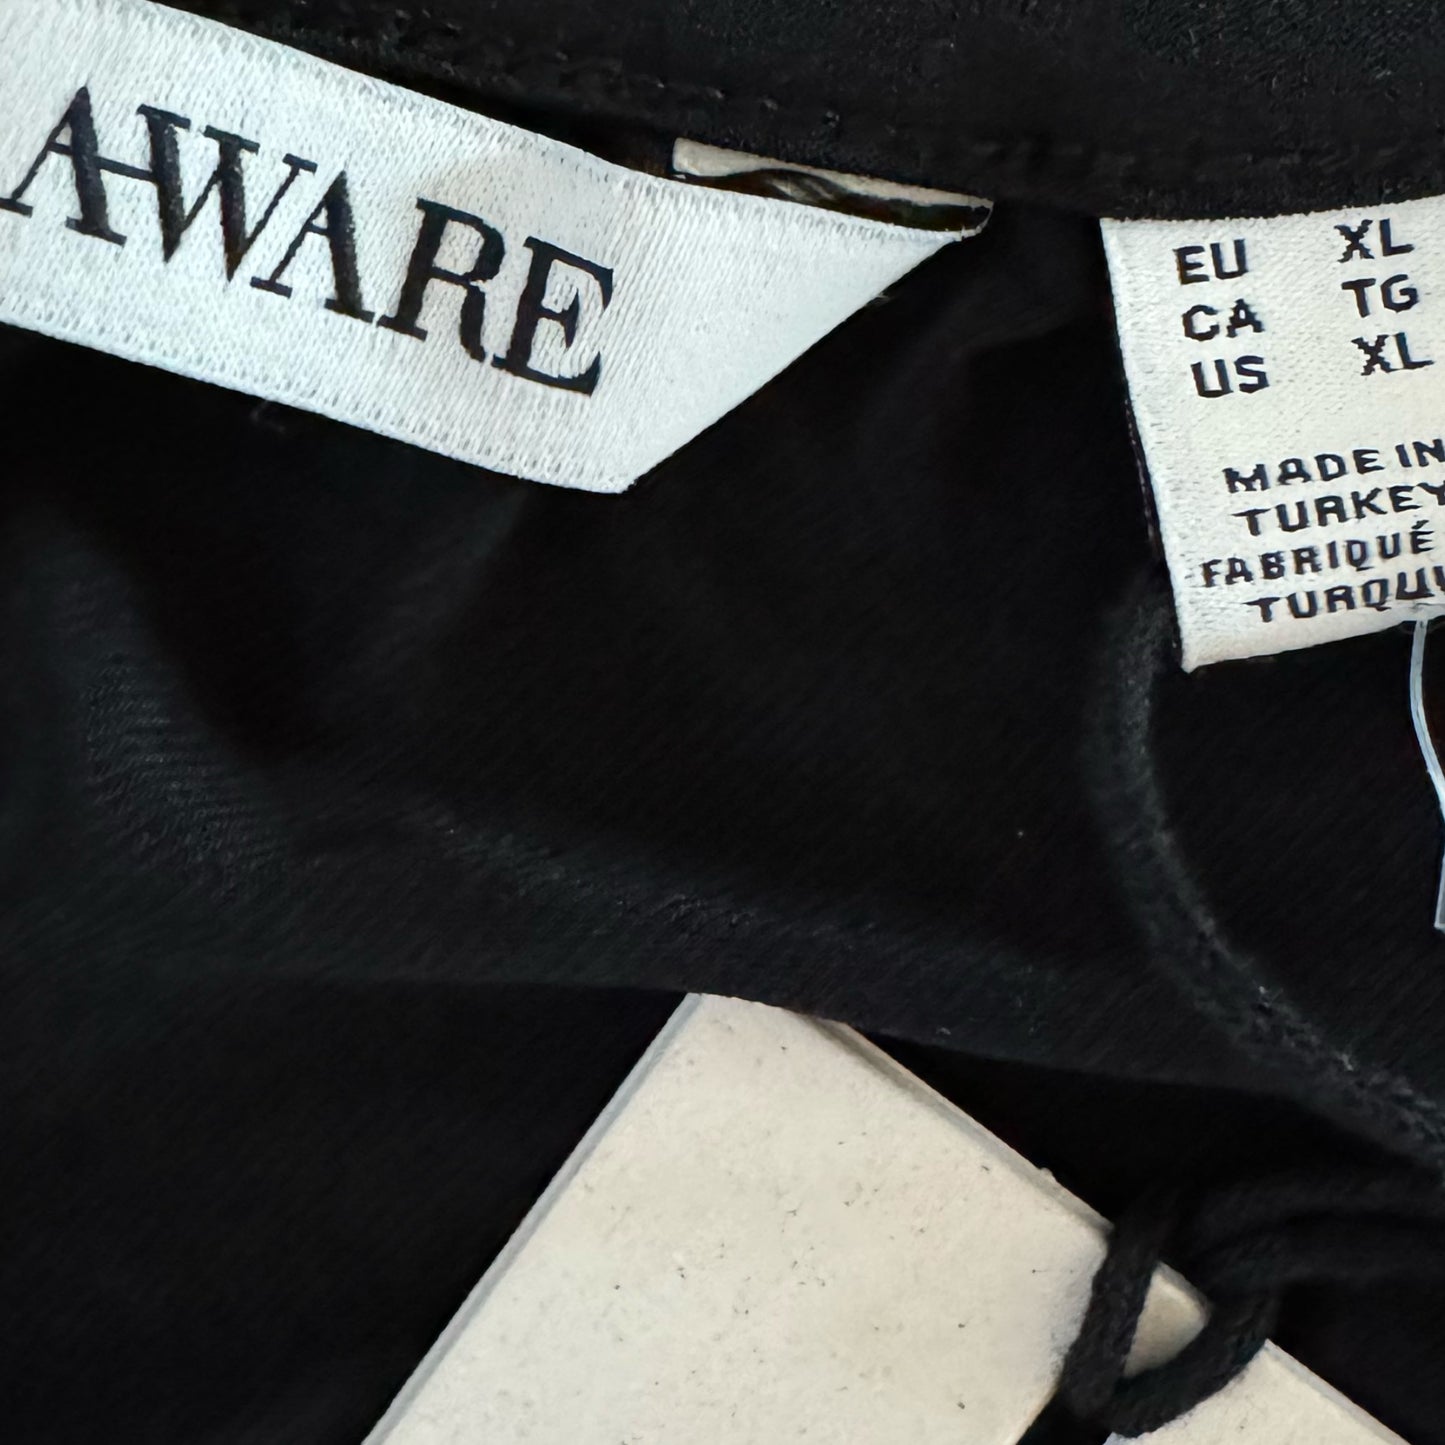 AWARE
EU XL
CA TG
US XL
MADE IN
TURKEY
FABRIQUÉ